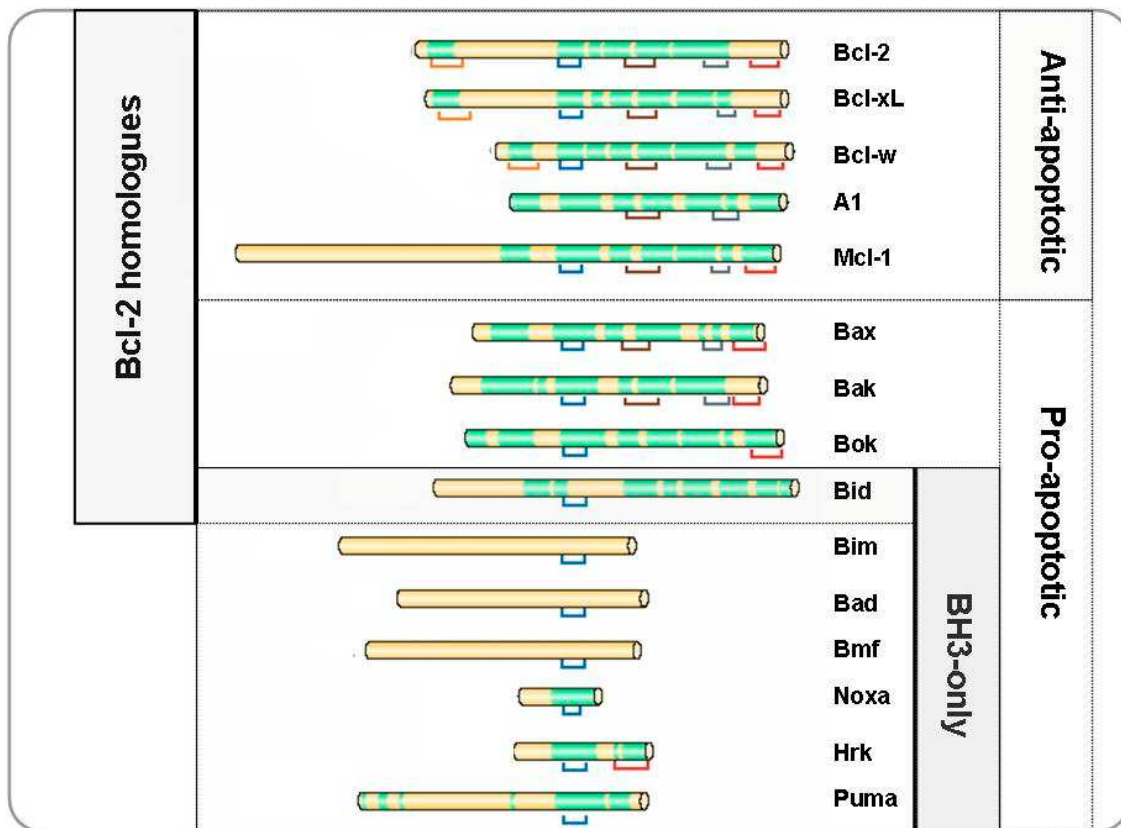 Bcl-2 homologues
Bcl-2
Bcl-xL
Bcl-w
A1
Mcl-1
Anti-apoptotic
Bax
Bak
Bok
Bid
Bim
Bad
Bmf
Noxa
Hrk
Puma
BH3-only
Pro-apoptotic